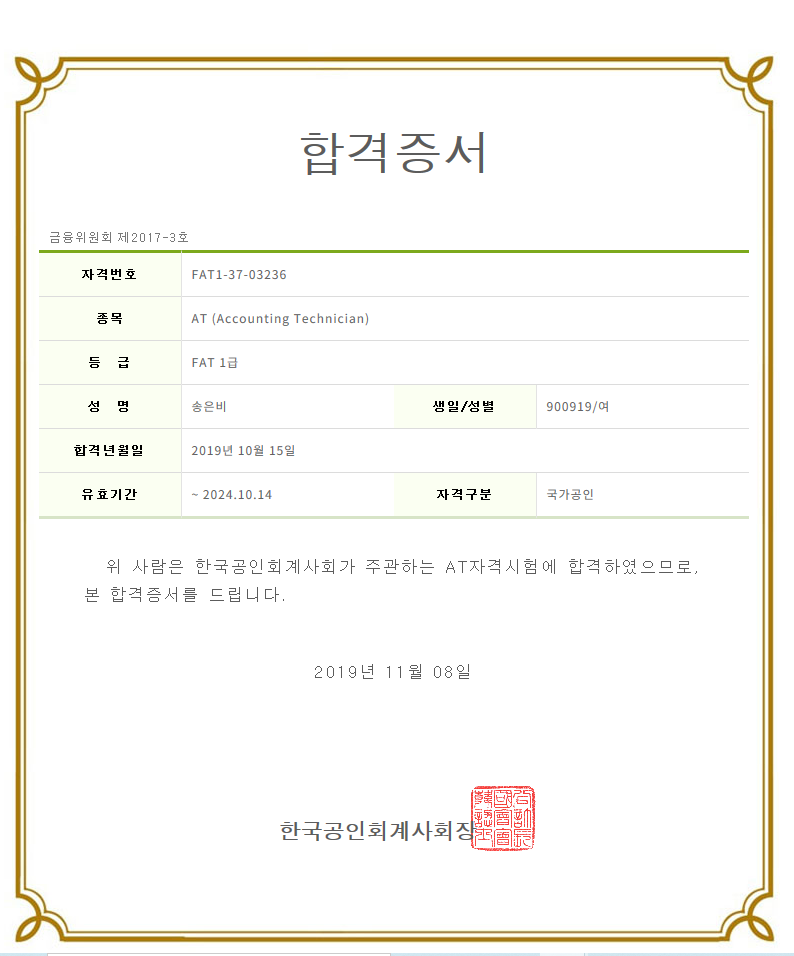 합격증서
금융위원회 제2017-3호
자격번호 FAT1-37-03236
종목 AT (Accounting Technician)
등 급 FAT 1급
성 명 송은비 생일/성별 900919/여
합격년월일 2019년 10월 15일
유효기간 ~ 2024.10.14 자격구분 국가공인
위 사람은 한국공인회계사회가 주관하는 AT자격시험에 합격하였으므로,
본 합격증서를 드립니다.
2019년 11월 08일
한국공인회계사회장